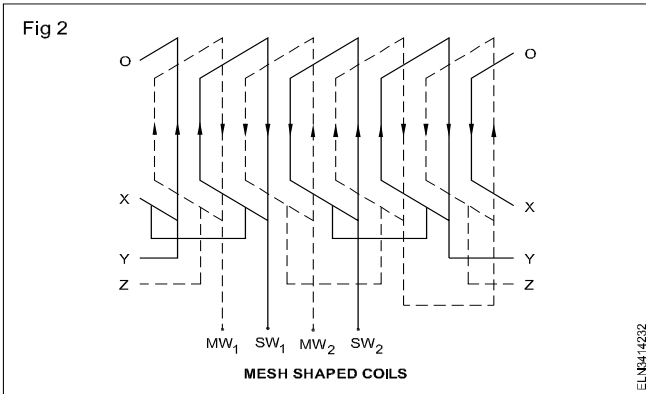 Fig 2
O O
X X
Y Y
Z Z
MW1 SW1 MW2 SW2
MESH SHAPED COILS
ELN3414232